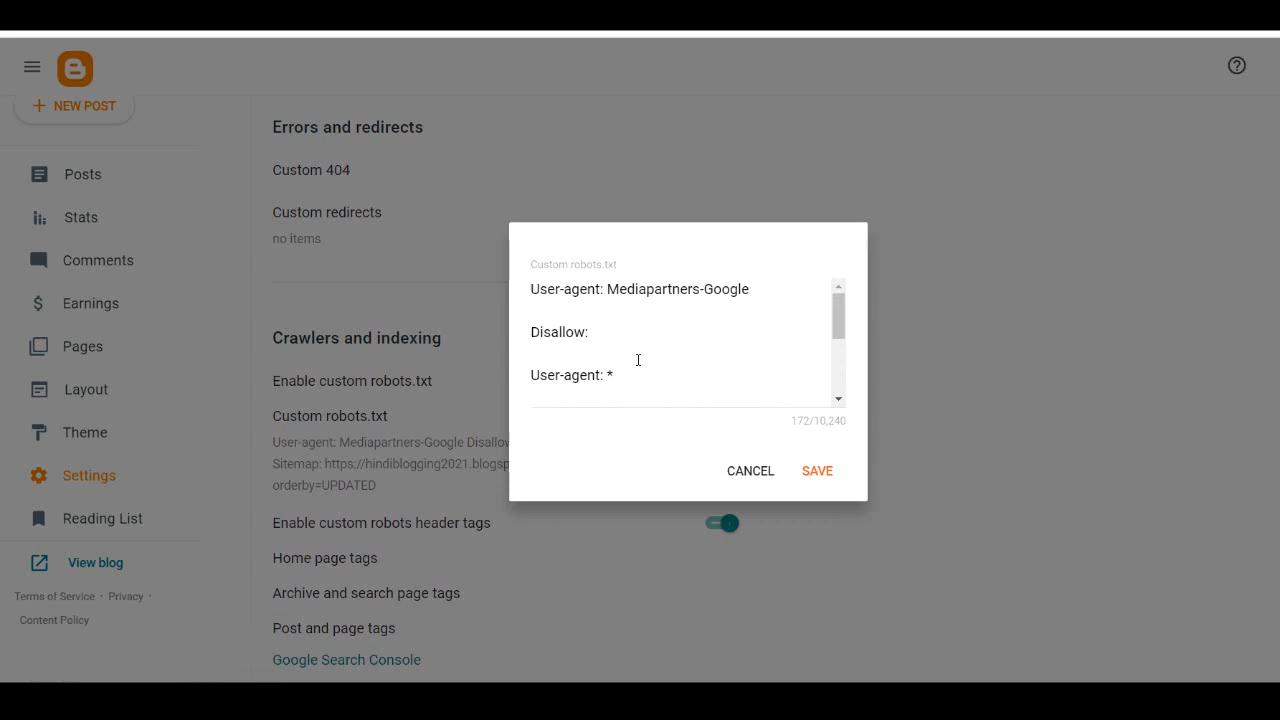 NEW POST
Posts
Stats
Comments
Earnings
Pages
Layout
Theme
Settings
Reading List
View blog
Terms of Service · Privacy ·
Content Policy
Errors and redirects
Custom 404
Custom redirects
no items
Crawlers and indexing
Enable custom robots.txt
Custom robots.txt
User-agent: Mediapartners-Google
Sitemap:
orderby=UPDATED
Enable custom robots header tags
Home page tags
Archive and search page tags
Post and page tags
Google Search Console
Custom robots.txt
User-agent: Mediapartners-Google
Disallow:
User-agent: *
172/10,240
CANCEL SAVE